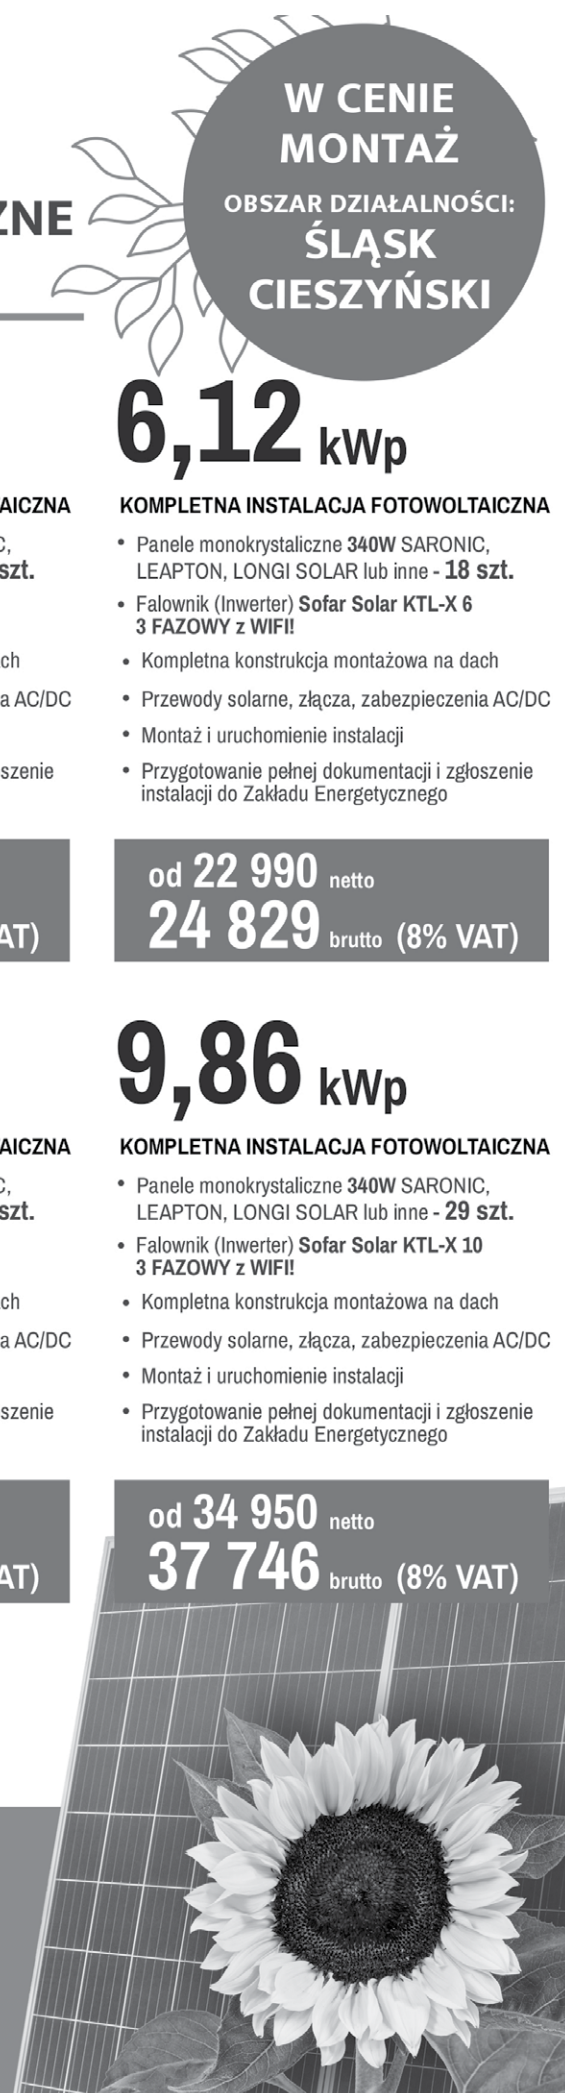 W CENIE
MONTAŻ
OBSZAR DZIAŁALNOŚCI:
ŚLĄSK
CIESZYŃSKI
ZNE
6,12 kWp
AICZNA
KOMPLETNA INSTALACJA FOTOWOLTAICZNA
C,
• Panele monokrystaliczne 340W SARONIC,
szt.
LEAPTON, LONGI SOLAR lub inne - 18 szt.
• Falownik (Inwerter) Sofar Solar KTL-X 6
3 FAZOWY z WIFI!
ch
• Kompletna konstrukcja montażowa na dach
a AC/DC
• Przewody solarne, złącza, zabezpieczenia AC/DC
• Montaż i uruchomienie instalacji
szenie
• Przygotowanie pełnej dokumentacji i zgłoszenie
instalacji do Zakładu Energetycznego
od 22 990 netto
AT)
24 829 brutto (8% VAT)
9,86 kWp
AICZNA
KOMPLETNA INSTALACJA FOTOWOLTAICZNA
C,
• Panele monokrystaliczne 340W SARONIC,
szt.
LEAPTON, LONGI SOLAR lub inne - 29 szt.
• Falownik (Inwerter) Sofar Solar KTL-X 10
3 FAZOWY z WIFI!
ch
• Kompletna konstrukcja montażowa na dach
a AC/DC
• Przewody solarne, złącza, zabezpieczenia AC/DC
• Montaż i uruchomienie instalacji
szenie
• Przygotowanie pełnej dokumentacji i zgłoszenie
instalacji do Zakładu Energetycznego
od 34 950 netto
AT)
37 746 brutto (8% VAT)